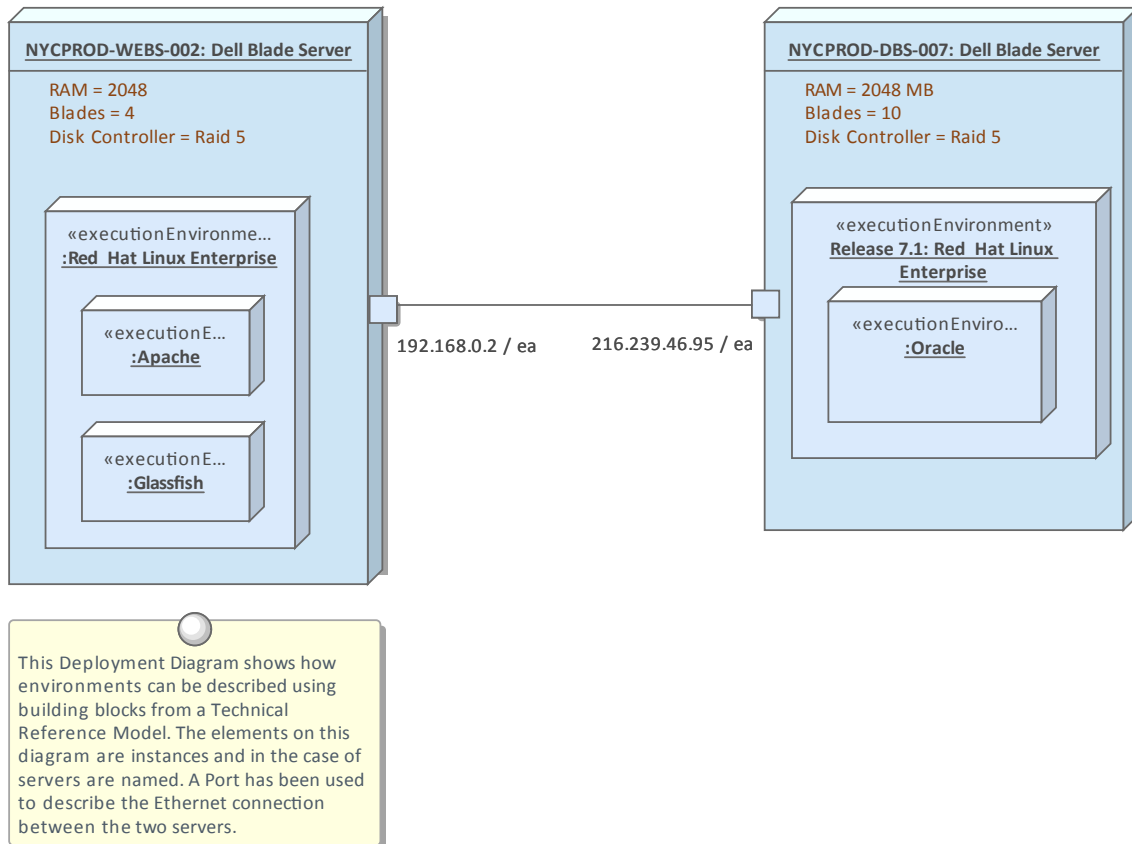 NYCPROD-WEBS-002: Dell Blade Server
RAM = 2048
Blades = 4
Disk Controller = Raid 5
«executionEnvironme...
:Red Hat Linux Enterprise
«executionE...
:Apache
«executionE...
:Glassfish
192.168.0.2 / ea
216.239.46.95 / ea
NYCPROD-DBS-007: Dell Blade Server
RAM = 2048 MB
Blades = 10
Disk Controller = Raid 5
«executionEnvironment»
Release 7.1: Red Hat Linux
Enterprise
«executionEnviro...
:Oracle
This Deployment Diagram shows how
environments can be described using
building blocks from a Technical
Reference Model. The elements on this
diagram are instances and in the case of
servers are named. A Port has been used
to describe the Ethernet connection
between the two servers.